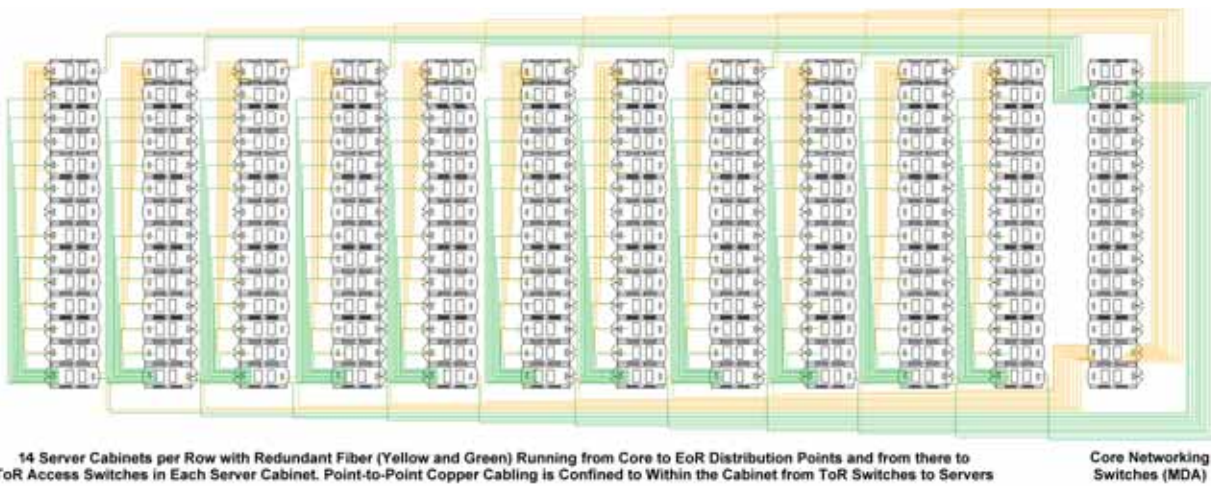 14 Server Cabinets per Row with Redundant Fiber (Yellow and Green) Running from Core to EoR Distribution Points and from there to
ToR Access Switches in Each Server Cabinet. Point-to-Point Copper Cabling is Confined to Within the Cabinet from ToR Switches to Servers
Core Networking
Switches (MDA)